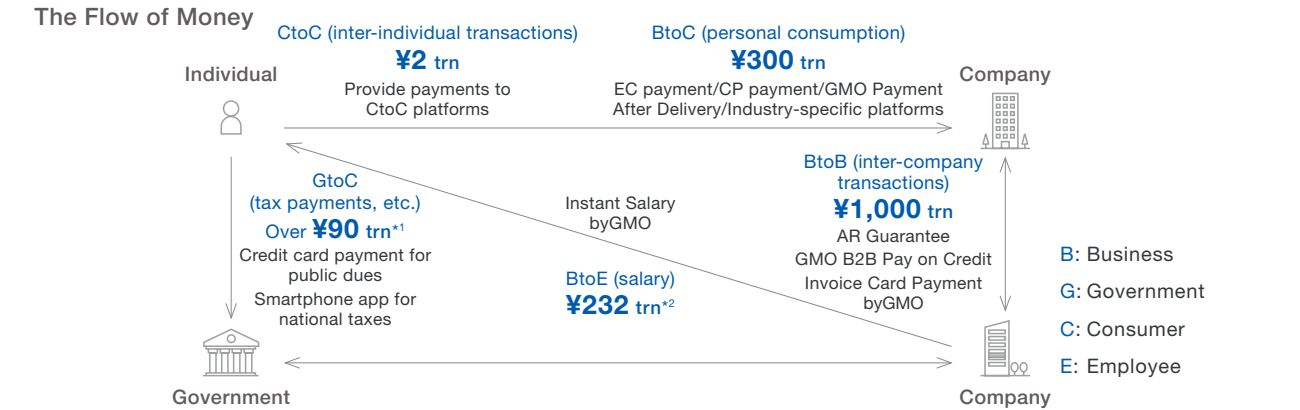 The Flow of Money
CtoC (inter-individual transactions)
¥2 trn
Provide payments to
CtoC platforms
BtoC (personal consumption)
¥300 trn
EC payment/CP payment/GMO Payment
After Delivery/Industry-specific platforms
Individual
Company
GtoC
(tax payments, etc.)
Over ¥90 trn*1
Credit card payment for
public dues
Smartphone app for
national taxes
Instant Salary
byGMO
BtoE (salary)
¥232 trn*2
BtoB (inter-company
transactions)
¥1,000 trn
AR Guarantee
GMO B2B Pay on Credit
Invoice Card Payment
byGMO
B: Business
G: Government
C: Consumer
E: Employee
Government
Company